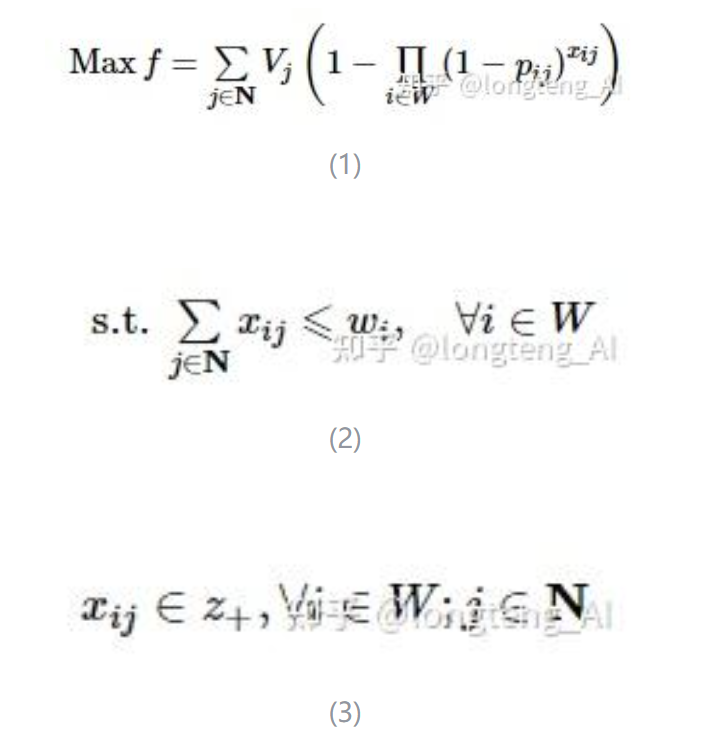 Max f = ∑_{j∈N} V_j (1 − ∏_{i∈W} (1 − p_{ij})^{x_{ij}})
知乎 @longteng_AI
(1)
s.t. ∑_{j∈N} x_{ij} ⩽ w_i, ∀i ∈ W
知乎 @longteng_AI
(2)
x_{ij} ∈ z_+, ∀i ∈ W; j ∈ N
知乎 @longteng_AI
(3)